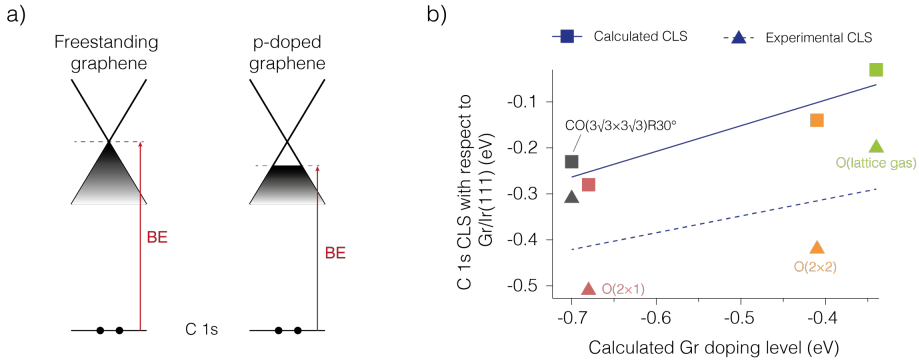 a)
Freestanding
graphene
p-doped
graphene
BE
BE
C 1s
b)
Calculated CLS
Experimental CLS
C 1s CLS with respect to
Gr/Ir(111) (eV)
-0.1
-0.2
-0.3
-0.4
-0.5
CO(3√3×3√3)R30°
O(lattice gas)
O(2×2)
O(2×1)
-0.7
-0.6
-0.5
-0.4
Calculated Gr doping level (eV)